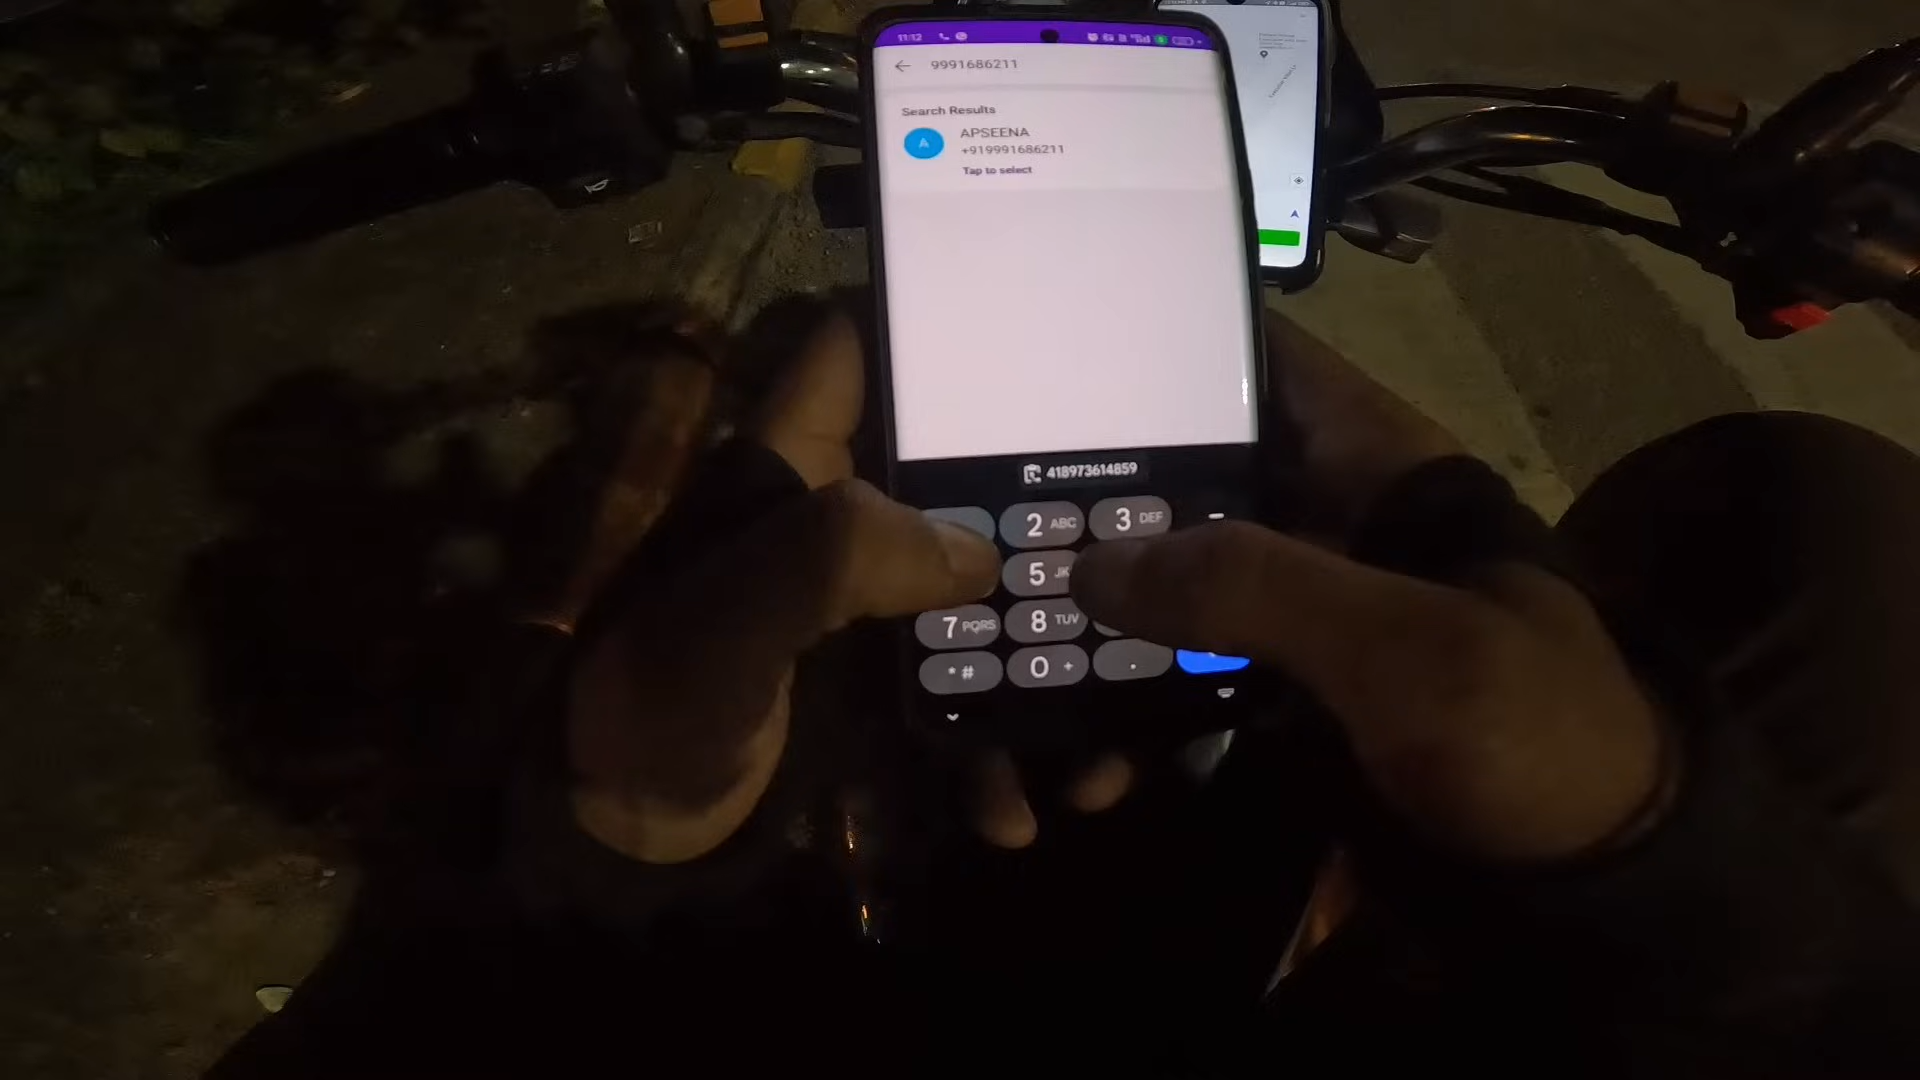 11:12
9991686211
Search Results
APSEENA
A
+919991686211
Tap to select
418973614859
2 ABC
3 DEF
5
7 PQRS
8 TUV
* #
0 +
.